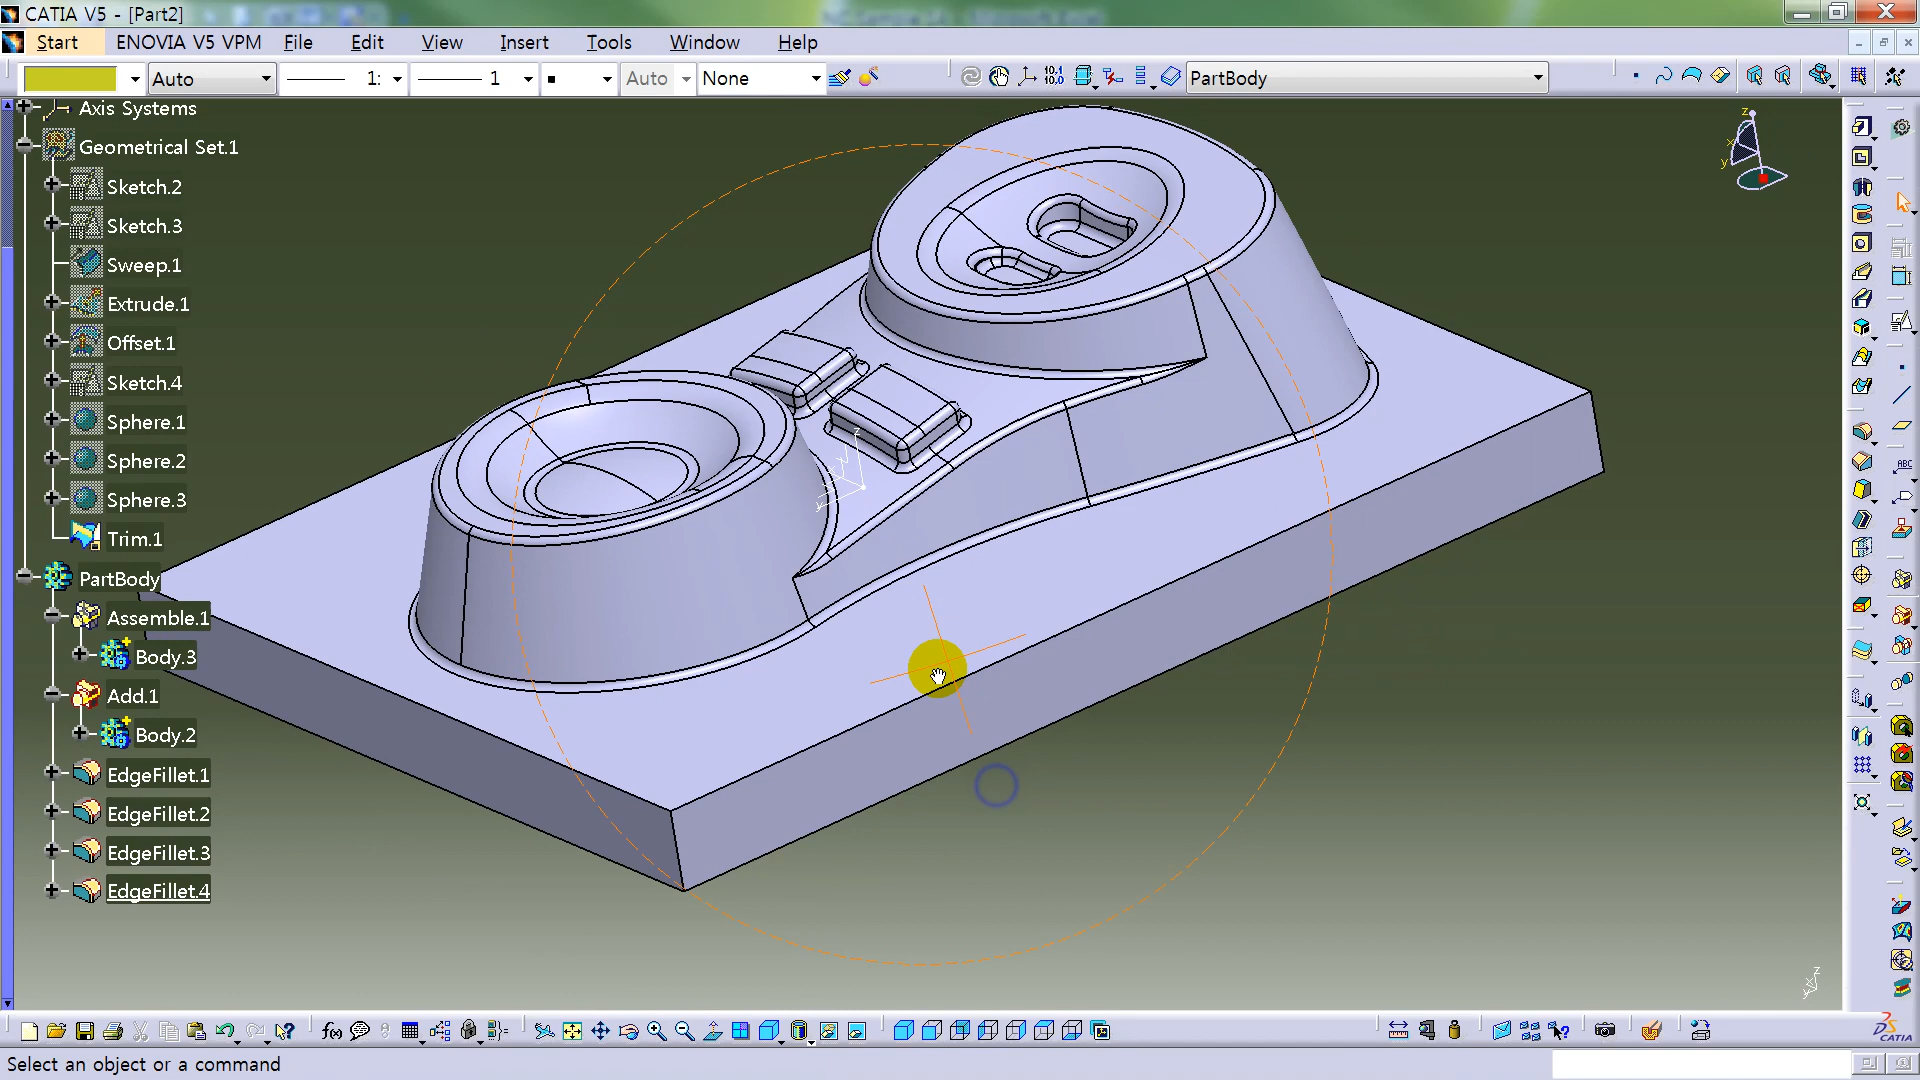 CATIA V5 - [Part2]
Start ENOVIA V5 VPM File Edit View Insert Tools Window Help
Auto 1: 1 Auto None PartBody
Axis Systems
Geometrical Set.1
Sketch.2
Sketch.3
Sweep.1
Extrude.1
Offset.1
Sketch.4
Sphere.1
Sphere.2
Sphere.3
Trim.1
PartBody
Assemble.1
Body.3
Add.1
Body.2
EdgeFillet.1
EdgeFillet.2
EdgeFillet.3
EdgeFillet.4
z
x
y
z
y
ABC
f(x)
CATIA
Select an object or a command